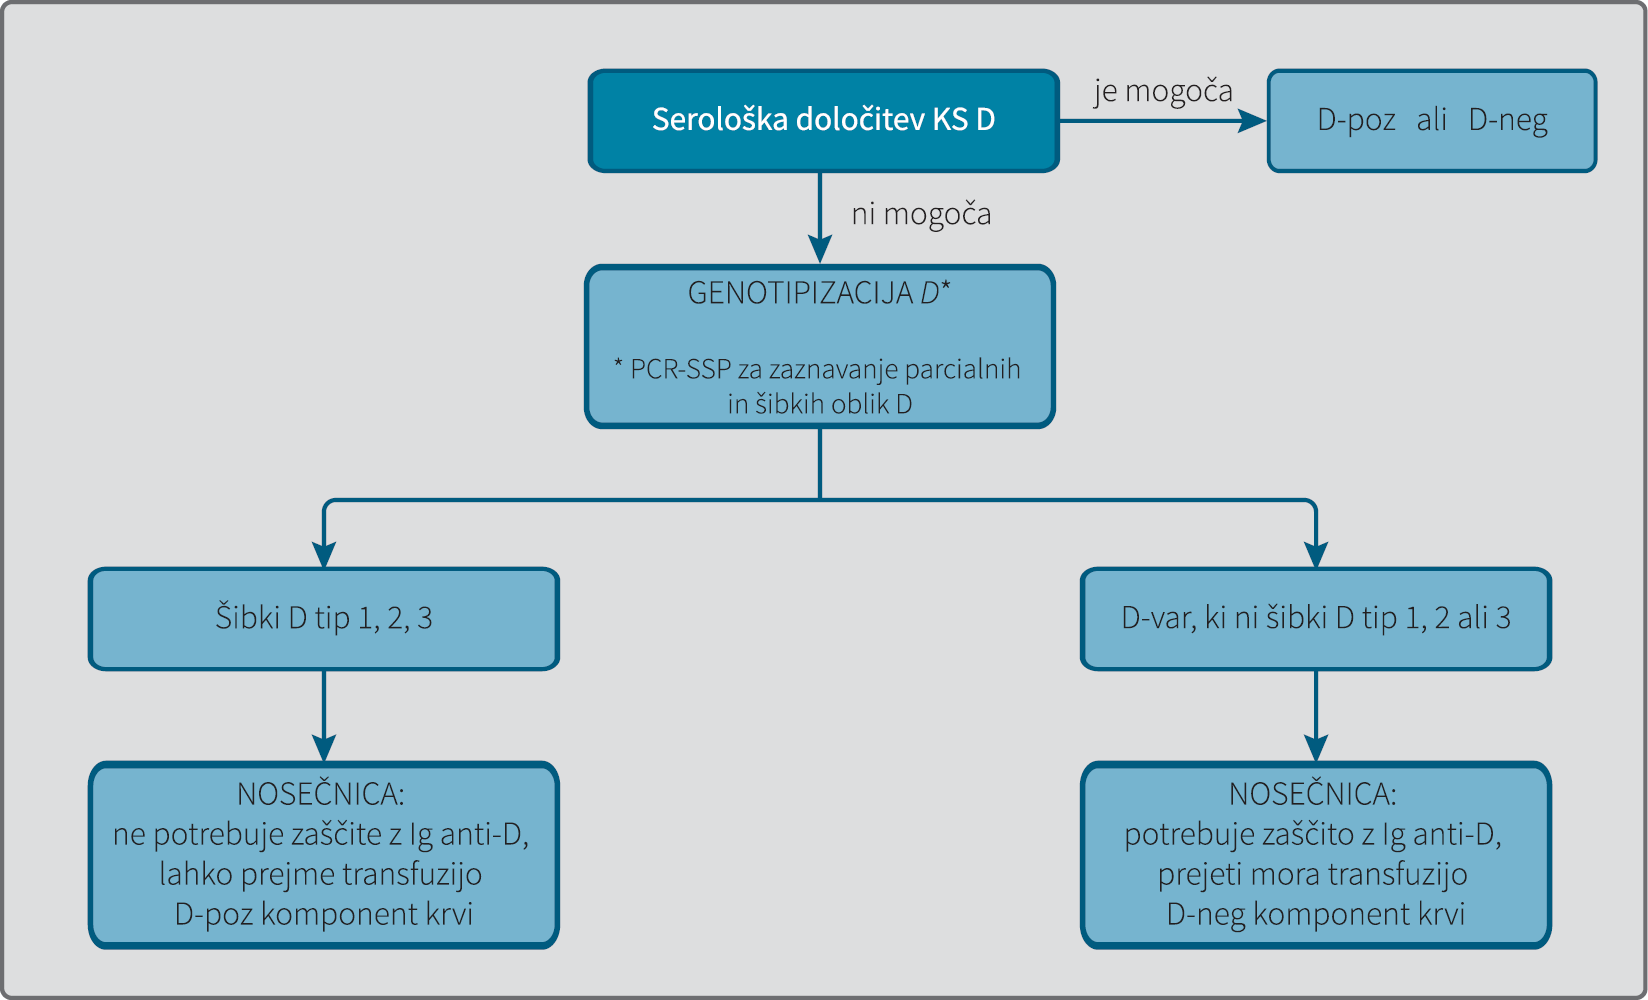 Serološka določitev KS D
je mogoča
D-poz ali D-neg
ni mogoča
GENOTIPIZACIJA D*
* PCR-SSP za zaznavanje parcialnih
in šibkih oblik D
Šibki D tip 1, 2, 3
D-var, ki ni šibki D tip 1, 2 ali 3
NOSEČNICA:
ne potrebuje zaščite z Ig anti-D,
lahko prejme transfuzijo
D-poz komponent krvi
NOSEČNICA:
potrebuje zaščito z Ig anti-D,
prejeti mora transfuzijo
D-neg komponent krvi